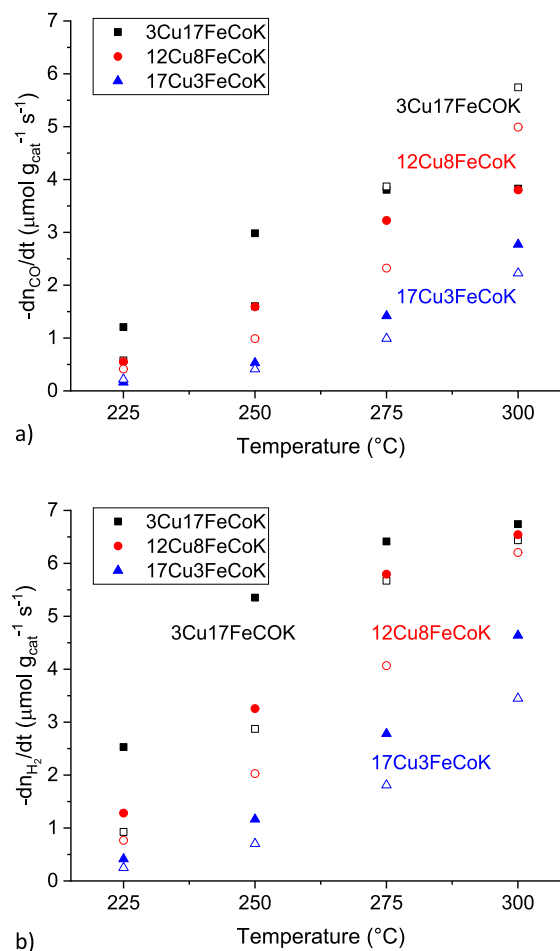 7
6
5
4
3
2
1
0
-dn_CO/dt (μmol g_cat^-1 s^-1)
3Cu17FeCoK
12Cu8FeCoK
17Cu3FeCoK
3Cu17FeCOK
12Cu8FeCoK
17Cu3FeCoK
225 250 275 300
a)
Temperature (°C)
7
6
5
4
3
2
1
0
-dn_H2/dt (μmol g_cat^-1 s^-1)
3Cu17FeCoK
12Cu8FeCoK
17Cu3FeCoK
3Cu17FeCOK 12Cu8FeCoK
17Cu3FeCoK
225 250 275 300
b)
Temperature (°C)